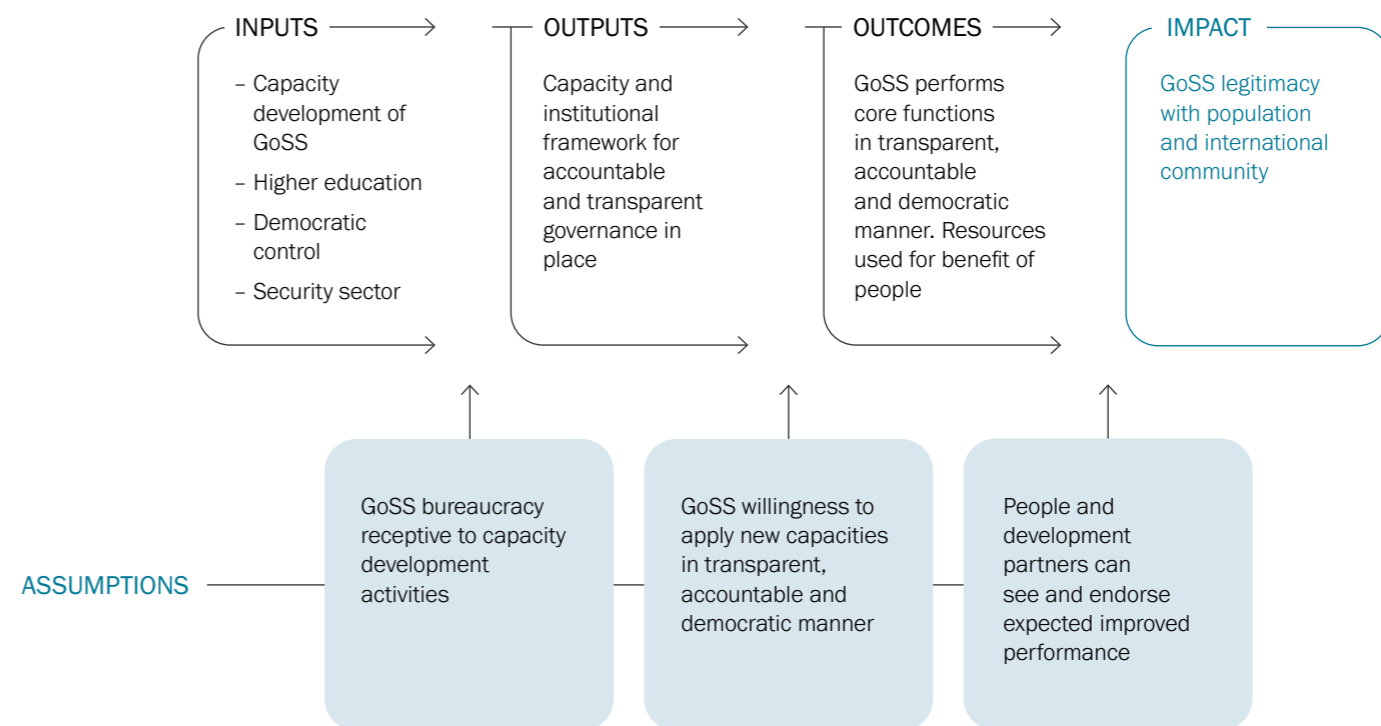 INPUTS
– Capacity
development of
GoSS
– Higher education
– Democratic
control
– Security sector
OUTPUTS
Capacity and
institutional
framework for
accountable
and transparent
governance in
place
OUTCOMES
GoSS performs
core functions
in transparent,
accountable
and democratic
manner. Resources
used for benefit of
people
IMPACT
GoSS legitimacy
with population
and international
community
ASSUMPTIONS
GoSS bureaucracy
receptive to capacity
development
activities
GoSS willingness to
apply new capacities
in transparent,
accountable and
democratic manner
People and
development
partners can
see and endorse
expected improved
performance